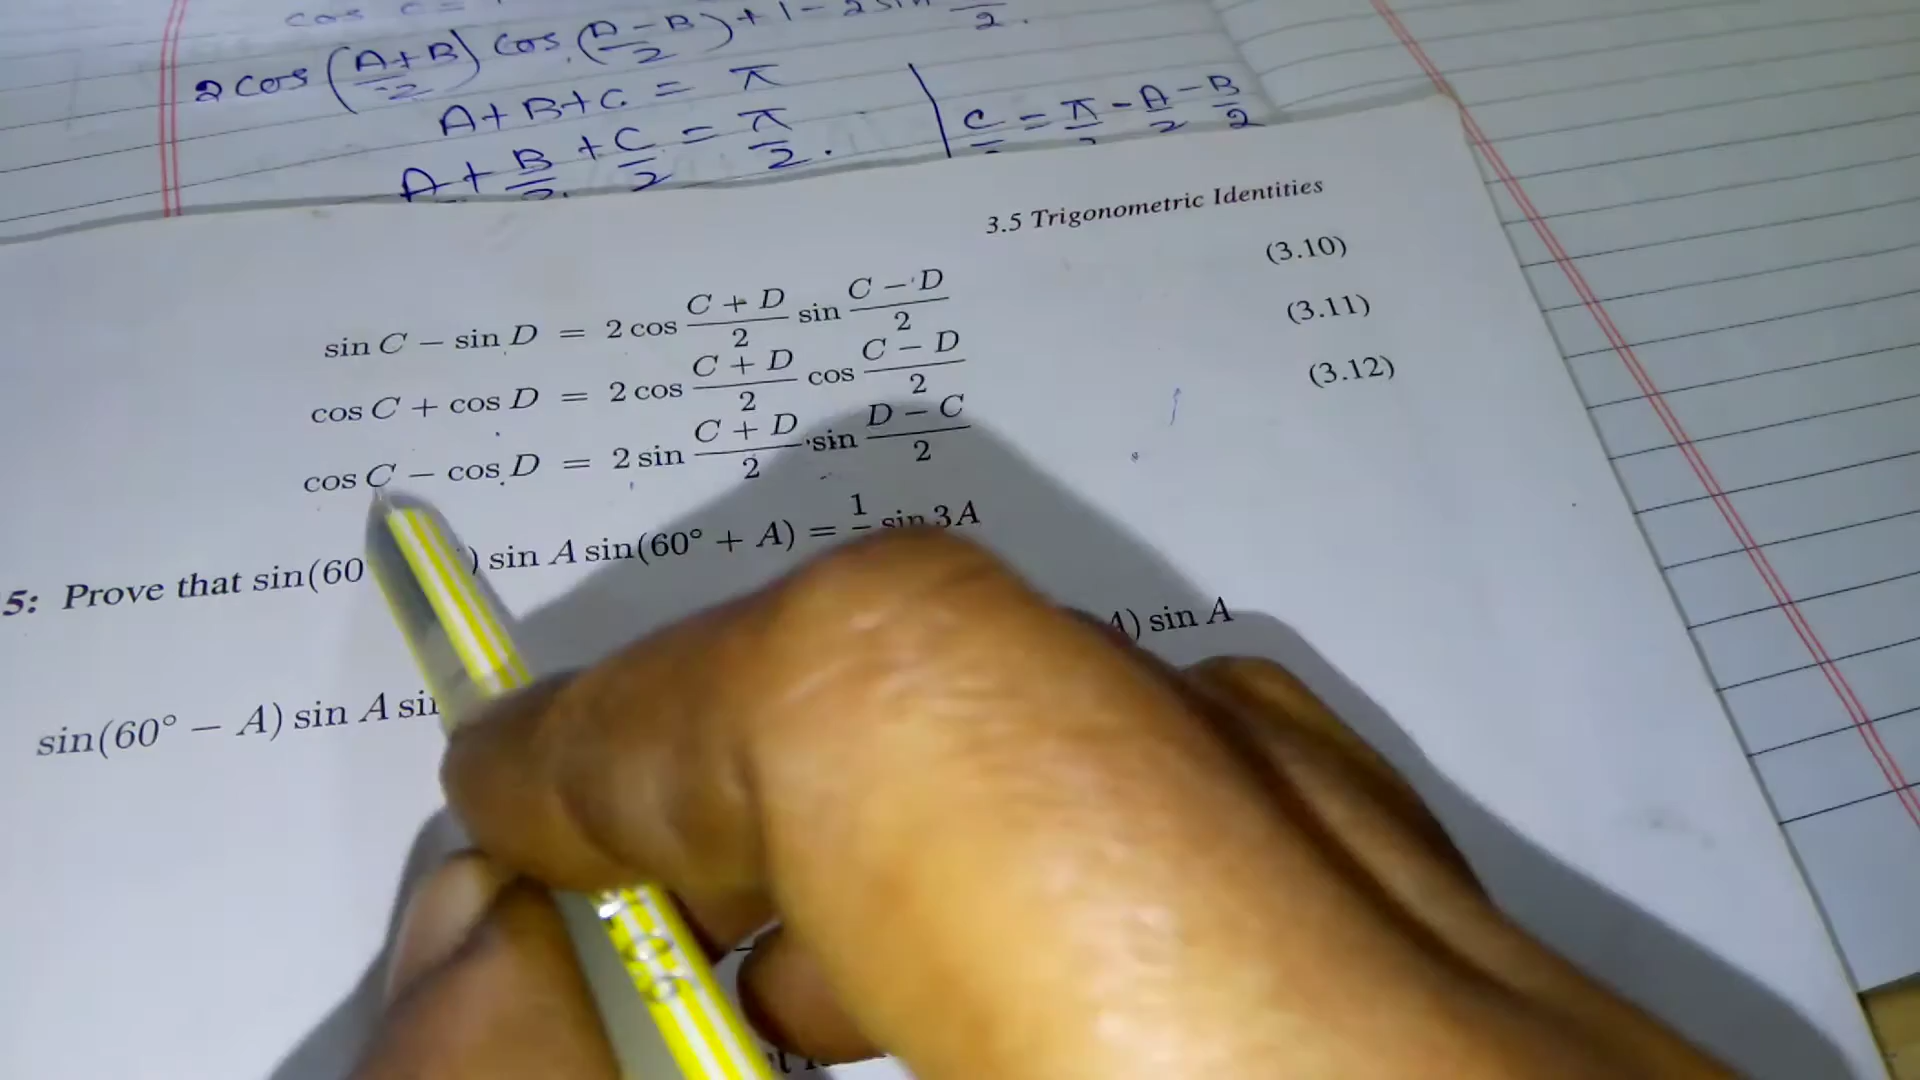 cos c =
2 cos (A+B/2) cos (A-B/2) + 1 - 2 sin /2.
A+B+C = π
A + B/2 + C/2 = π/2.
C = π/2 - A/2 - B/2
3.5 Trigonometric Identities
sin C − sin D = 2 cos (C + D)/2 sin (C − D)/2 (3.10)
cos C + cos D = 2 cos (C + D)/2 cos (C − D)/2 (3.11)
cos C − cos D = 2 sin (C + D)/2 sin (D − C)/2 (3.12)
5: Prove that sin(60 ) sin A sin(60° + A) = 1 sin 3A
A) sin A
sin(60° − A) sin A sin